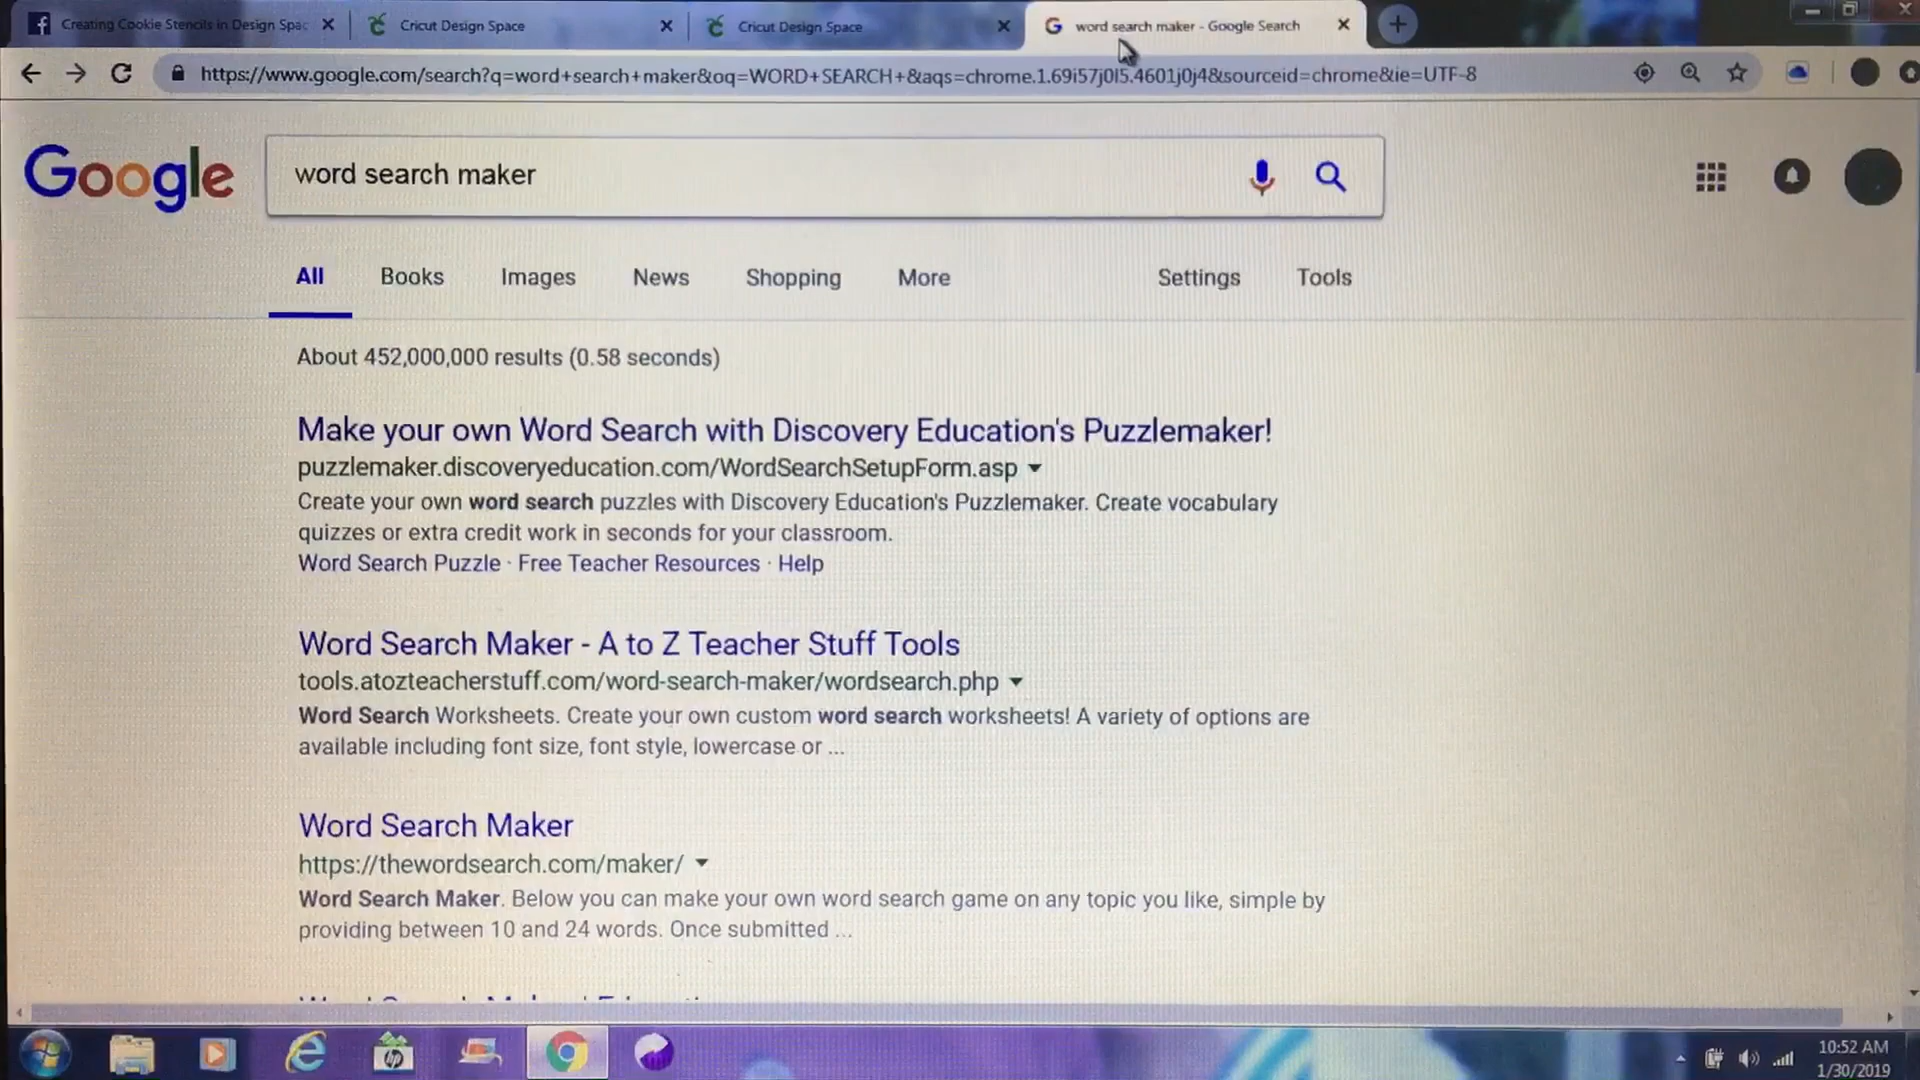 Creating Cookie Stencils in Design Spac
Cricut Design Space
Cricut Design Space
word search maker - Google Search
https://www.google.com/search?q=word+search+maker&oq=WORD+SEARCH+&aqs=chrome.1.69i57j0l5.4601j0j4&sourceid=chrome&ie=UTF-8
Google
word search maker
All Books Images News Shopping More Settings Tools
About 452,000,000 results (0.58 seconds)
Make your own Word Search with Discovery Education's Puzzlemaker!
puzzlemaker.discoveryeducation.com/WordSearchSetupForm.asp
Create your own word search puzzles with Discovery Education's Puzzlemaker. Create vocabulary
quizzes or extra credit work in seconds for your classroom.
Word Search Puzzle · Free Teacher Resources · Help
Word Search Maker - A to Z Teacher Stuff Tools
tools.atozteacherstuff.com/word-search-maker/wordsearch.php
Word Search Worksheets. Create your own custom word search worksheets! A variety of options are
available including font size, font style, lowercase or ...
Word Search Maker
https://thewordsearch.com/maker/
Word Search Maker. Below you can make your own word search game on any topic you like, simple by
providing between 10 and 24 words. Once submitted ...
hp
10:52 AM
1/30/2019